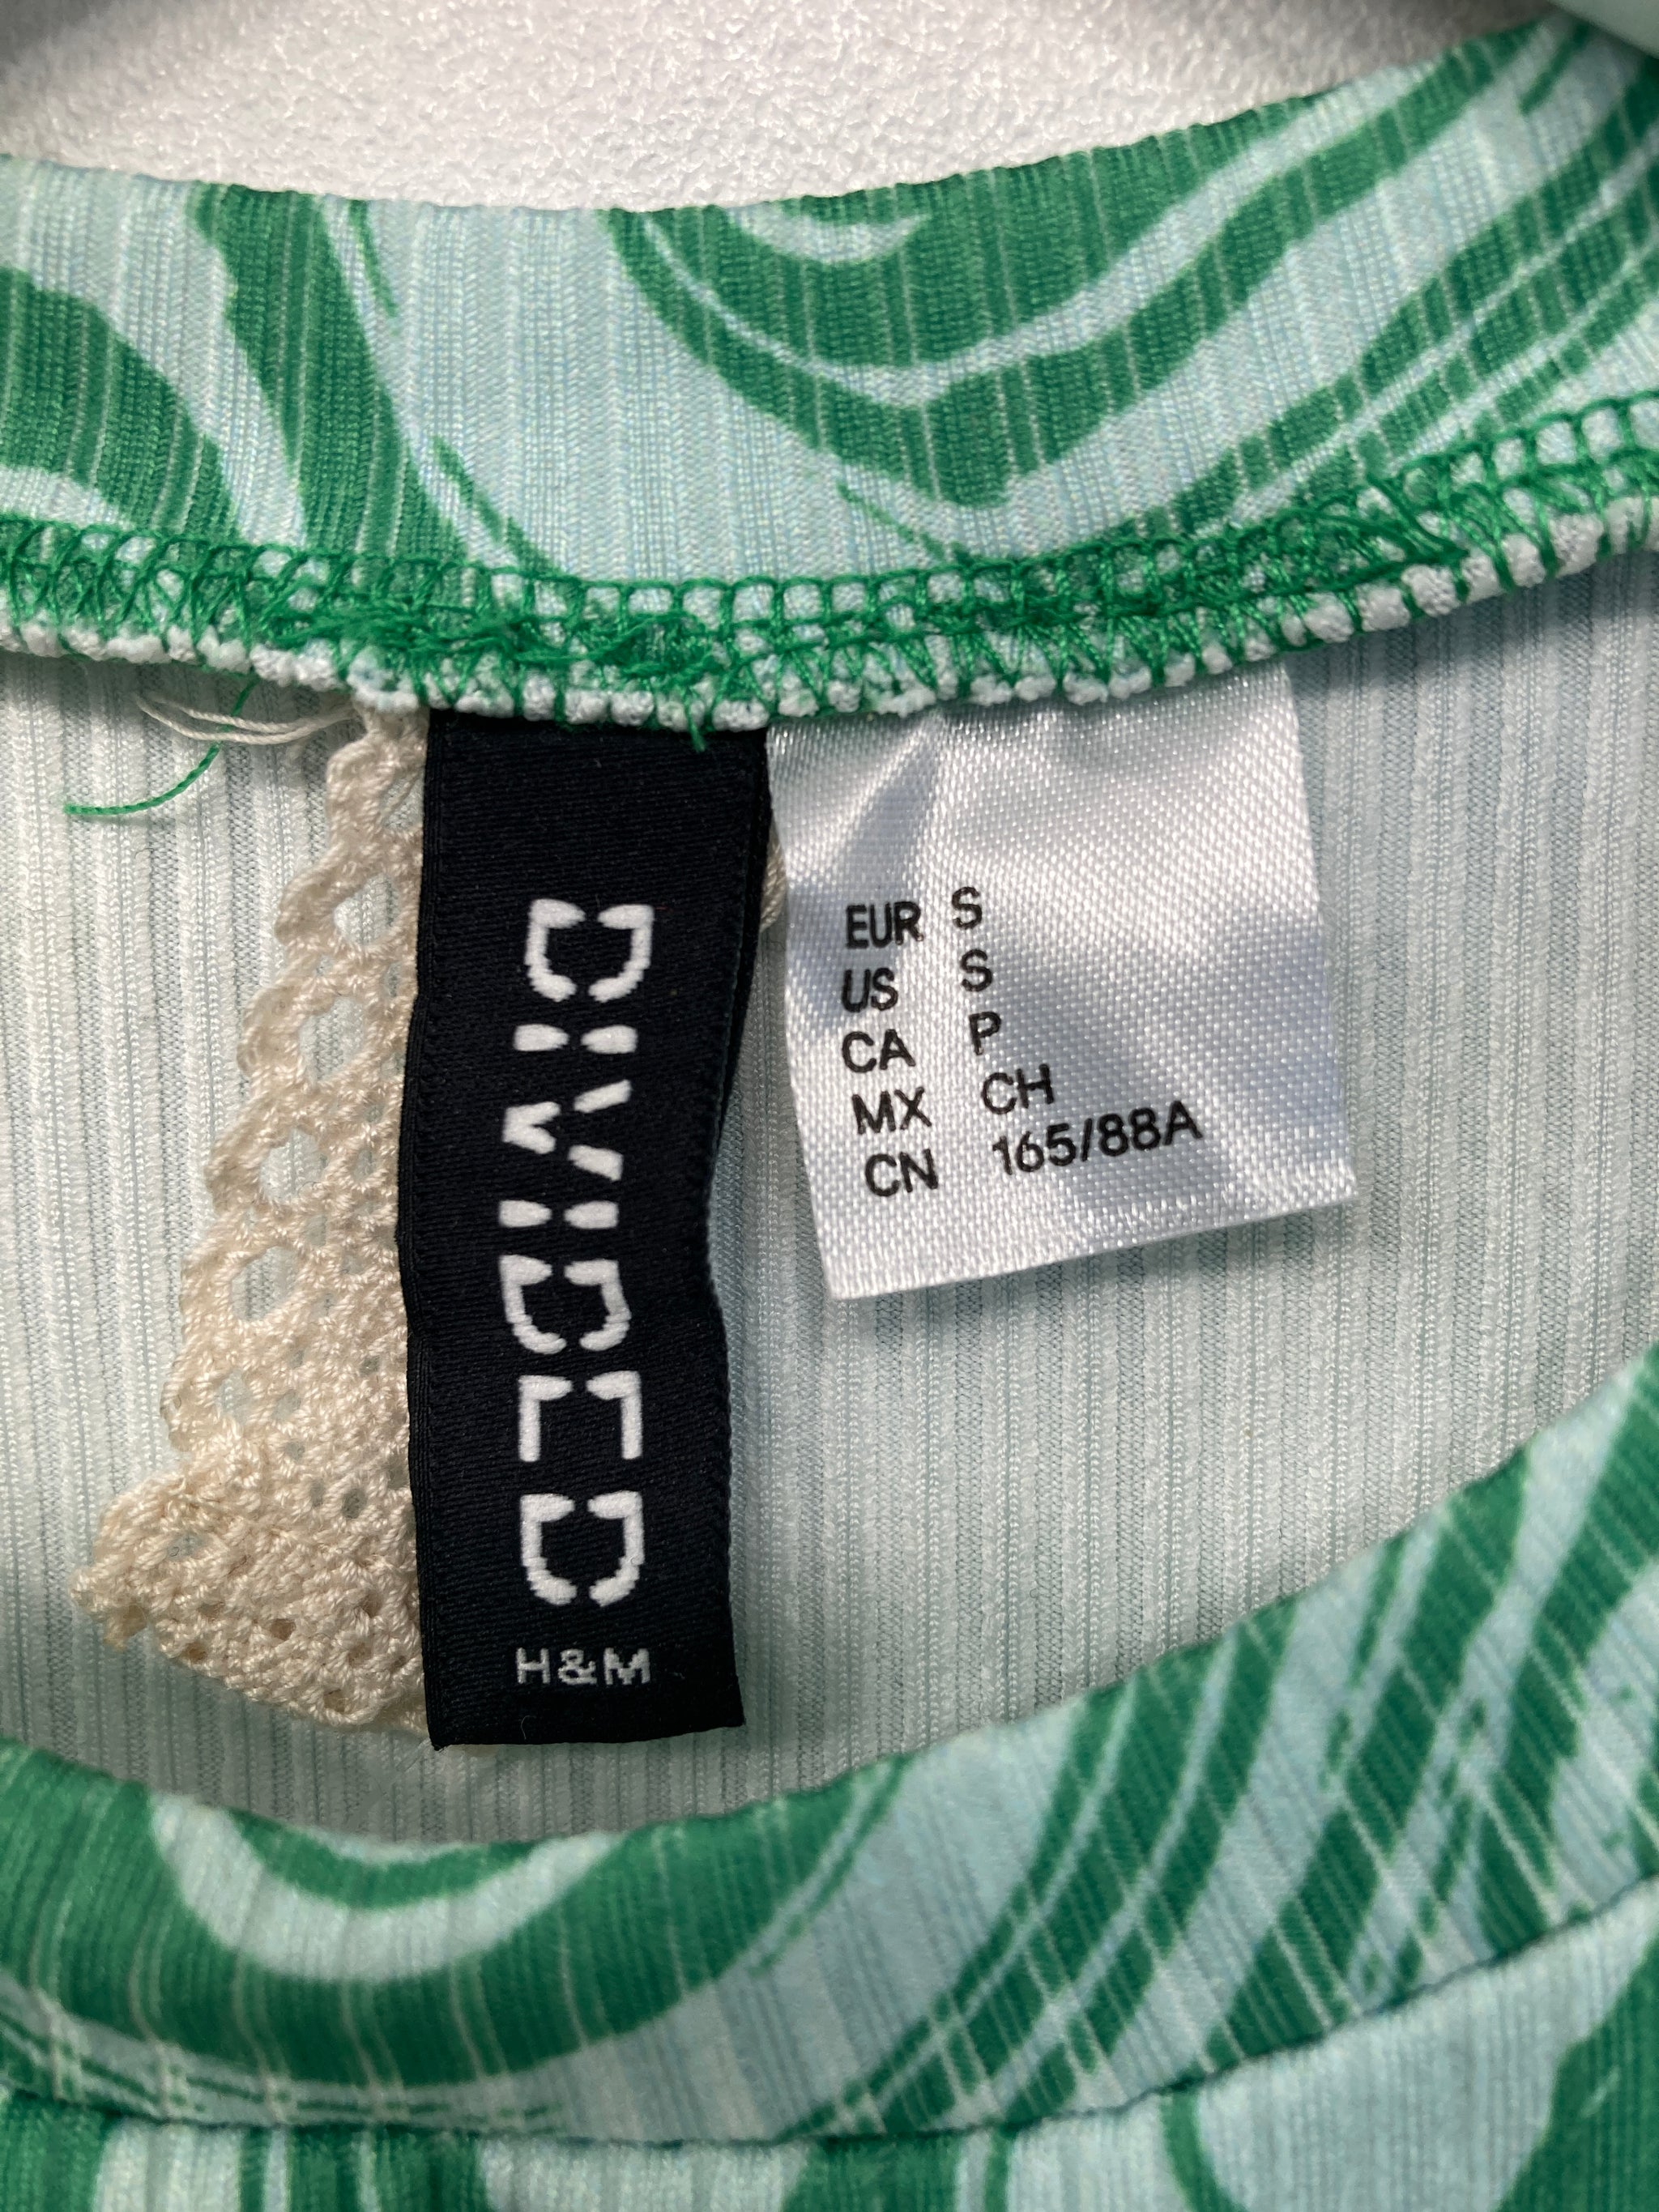 DIVIDED
H&M
EUR S
US S
CA P
MX CH
CN 165/88A